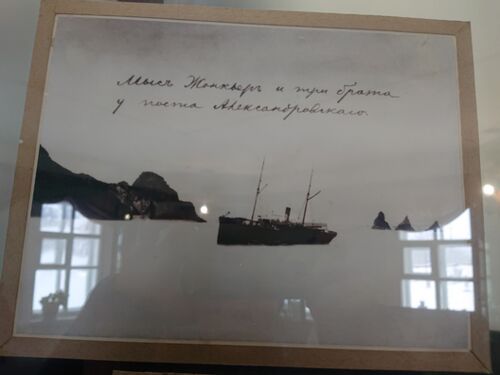 Мысъ Жонкьеръ и три брата
у поста Александровскаго.